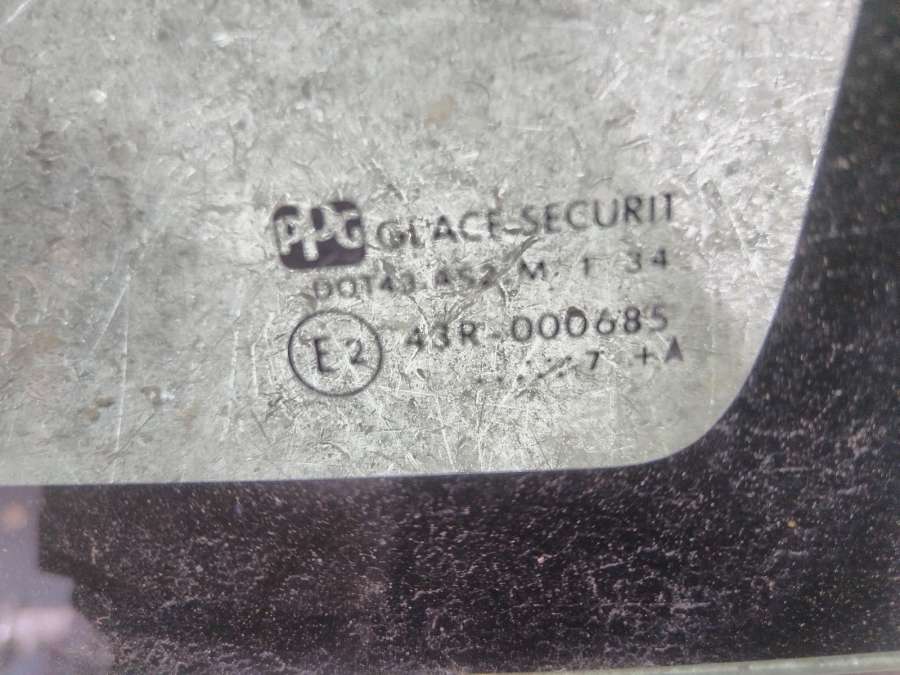 PPG GLACE-SECURIT
DOT43 AS2 M 1 34
E2 43R-000685
.../.7 +A